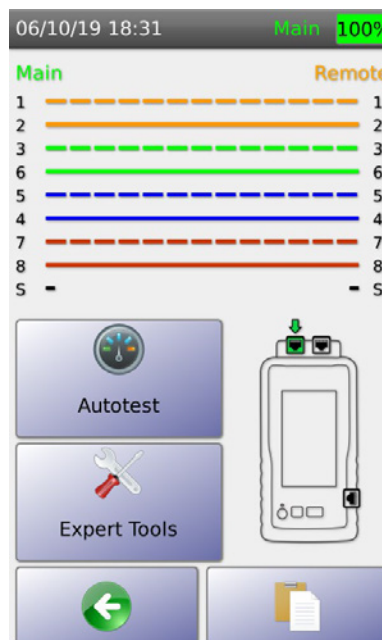 06/10/19 18:31 Main 100%
Main Remote
1 1
2 2
3 3
6 6
5 5
4 4
7 7
8 8
S S
Autotest
Expert Tools